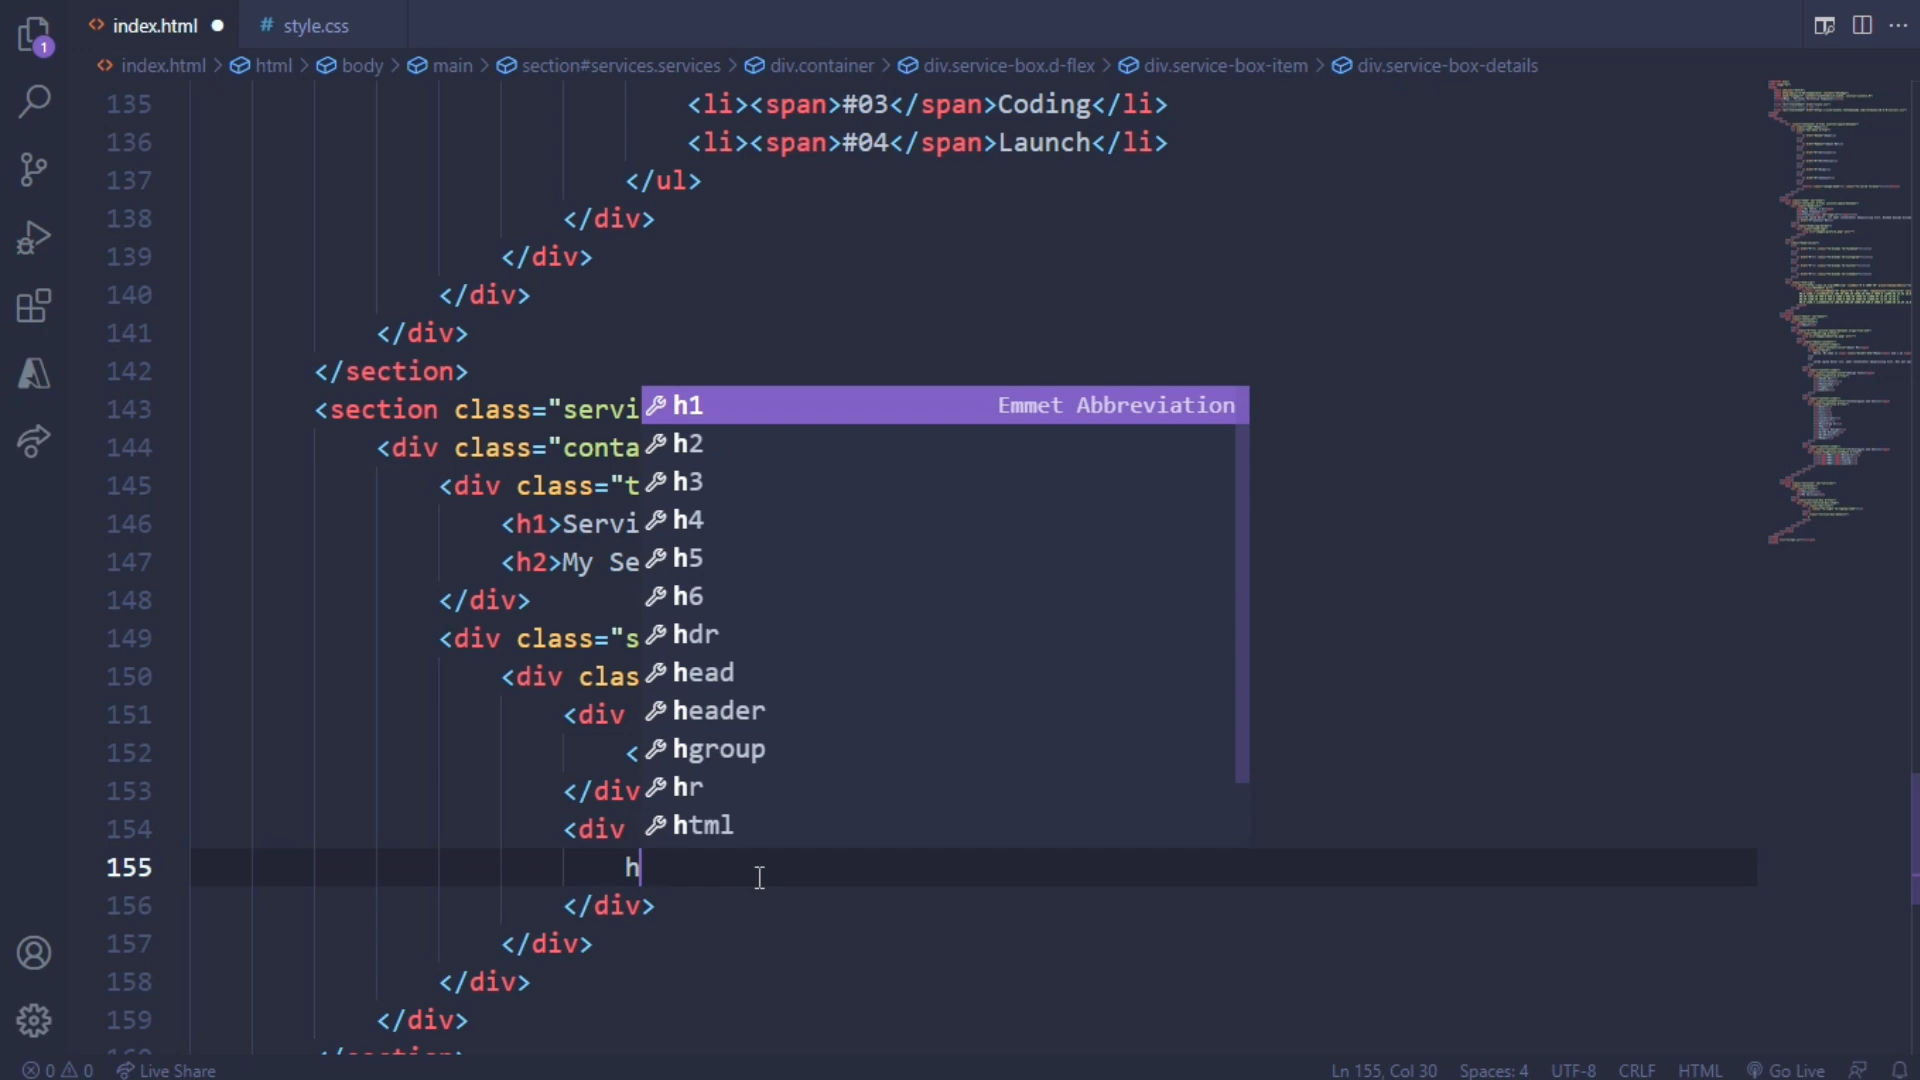 index.html
# style.css
index.html > html > body > main > section#services.services > div.container > div.service-box.d-flex > div.service-box-item > div.service-box-details
1
135 <li><span>#03</span>Coding</li>
136 <li><span>#04</span>Launch</li>
137 </ul>
138 </div>
139 </div>
140 </div>
141 </div>
142 </section>
143 <section class="servi
144 <div class="conta
145 <div class="t
146 <h1>Servi
147 <h2>My Se
148 </div>
149 <div class="s
150 <div clas
151 <div
152 <
153 </div
154 <div
155 h
156 </div>
157 </div>
158 </div>
159 </div>
h1 Emmet Abbreviation
h2
h3
h4
h5
h6
hdr
head
header
hgroup
hr
html
0 0 Live Share Ln 155, Col 30 Spaces: 4 UTF-8 CRLF HTML Go Live